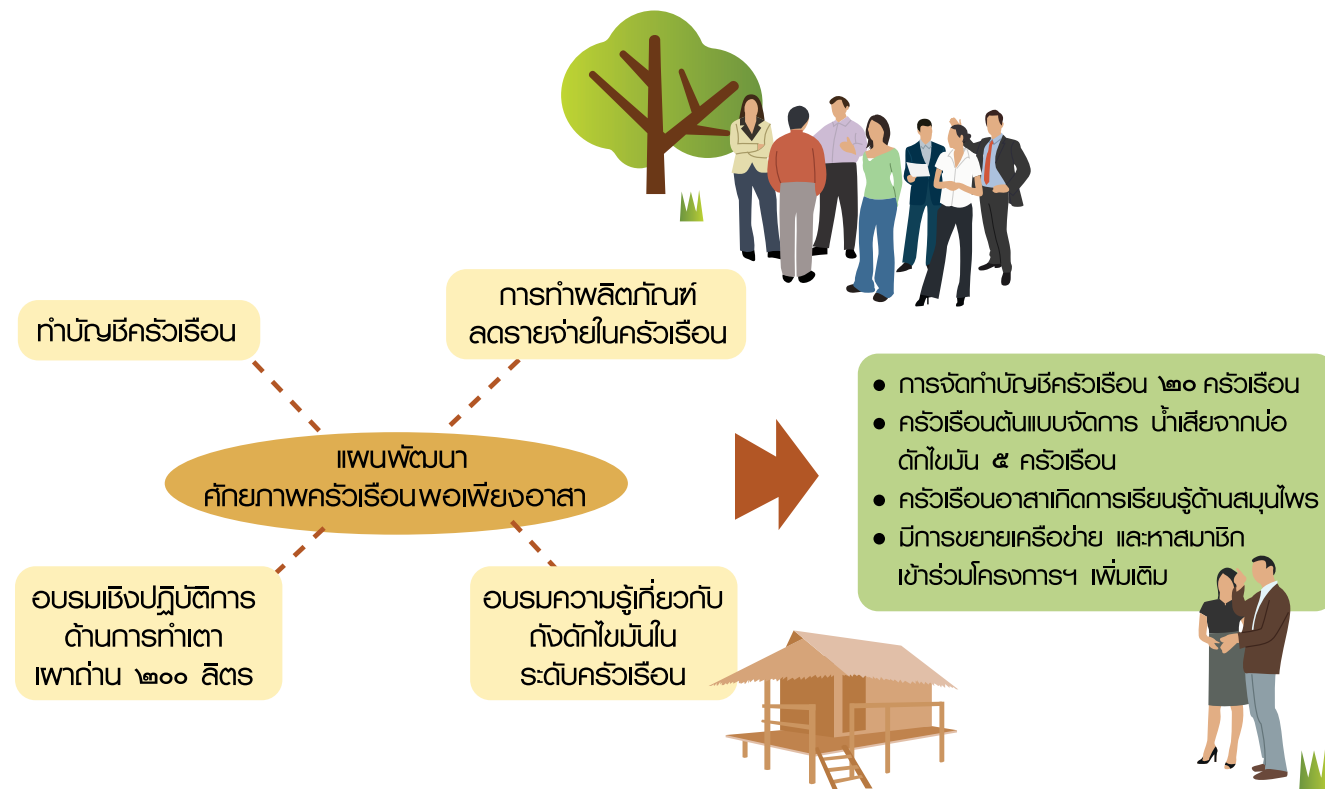 ทำบัญชีครัวเรือน
การทำผลิตภัณฑ์
ลดรายจ่ายในครัวเรือน
แผนพัฒนา
ศักยภาพครัวเรือนพอเพียงอาสา
อบรมเชิงปฏิบัติการ
ด้านการทำเตา
เผาถ่าน ๒๐๐ ลิตร
อบรมความรู้เกี่ยวกับ
ถังดักไขมันใน
ระดับครัวเรือน
● การจัดทำบัญชีครัวเรือน ๒๐ ครัวเรือน
● ครัวเรือนต้นแบบจัดการ น้ำเสียจากบ่อ
ดักไขมัน ๕ ครัวเรือน
● ครัวเรือนอาสาเกิดการเรียนรู้ด้านสมุนไพร
● มีการขยายเครือข่าย และหาสมาชิก
เข้าร่วมโครงการฯ เพิ่มเติม